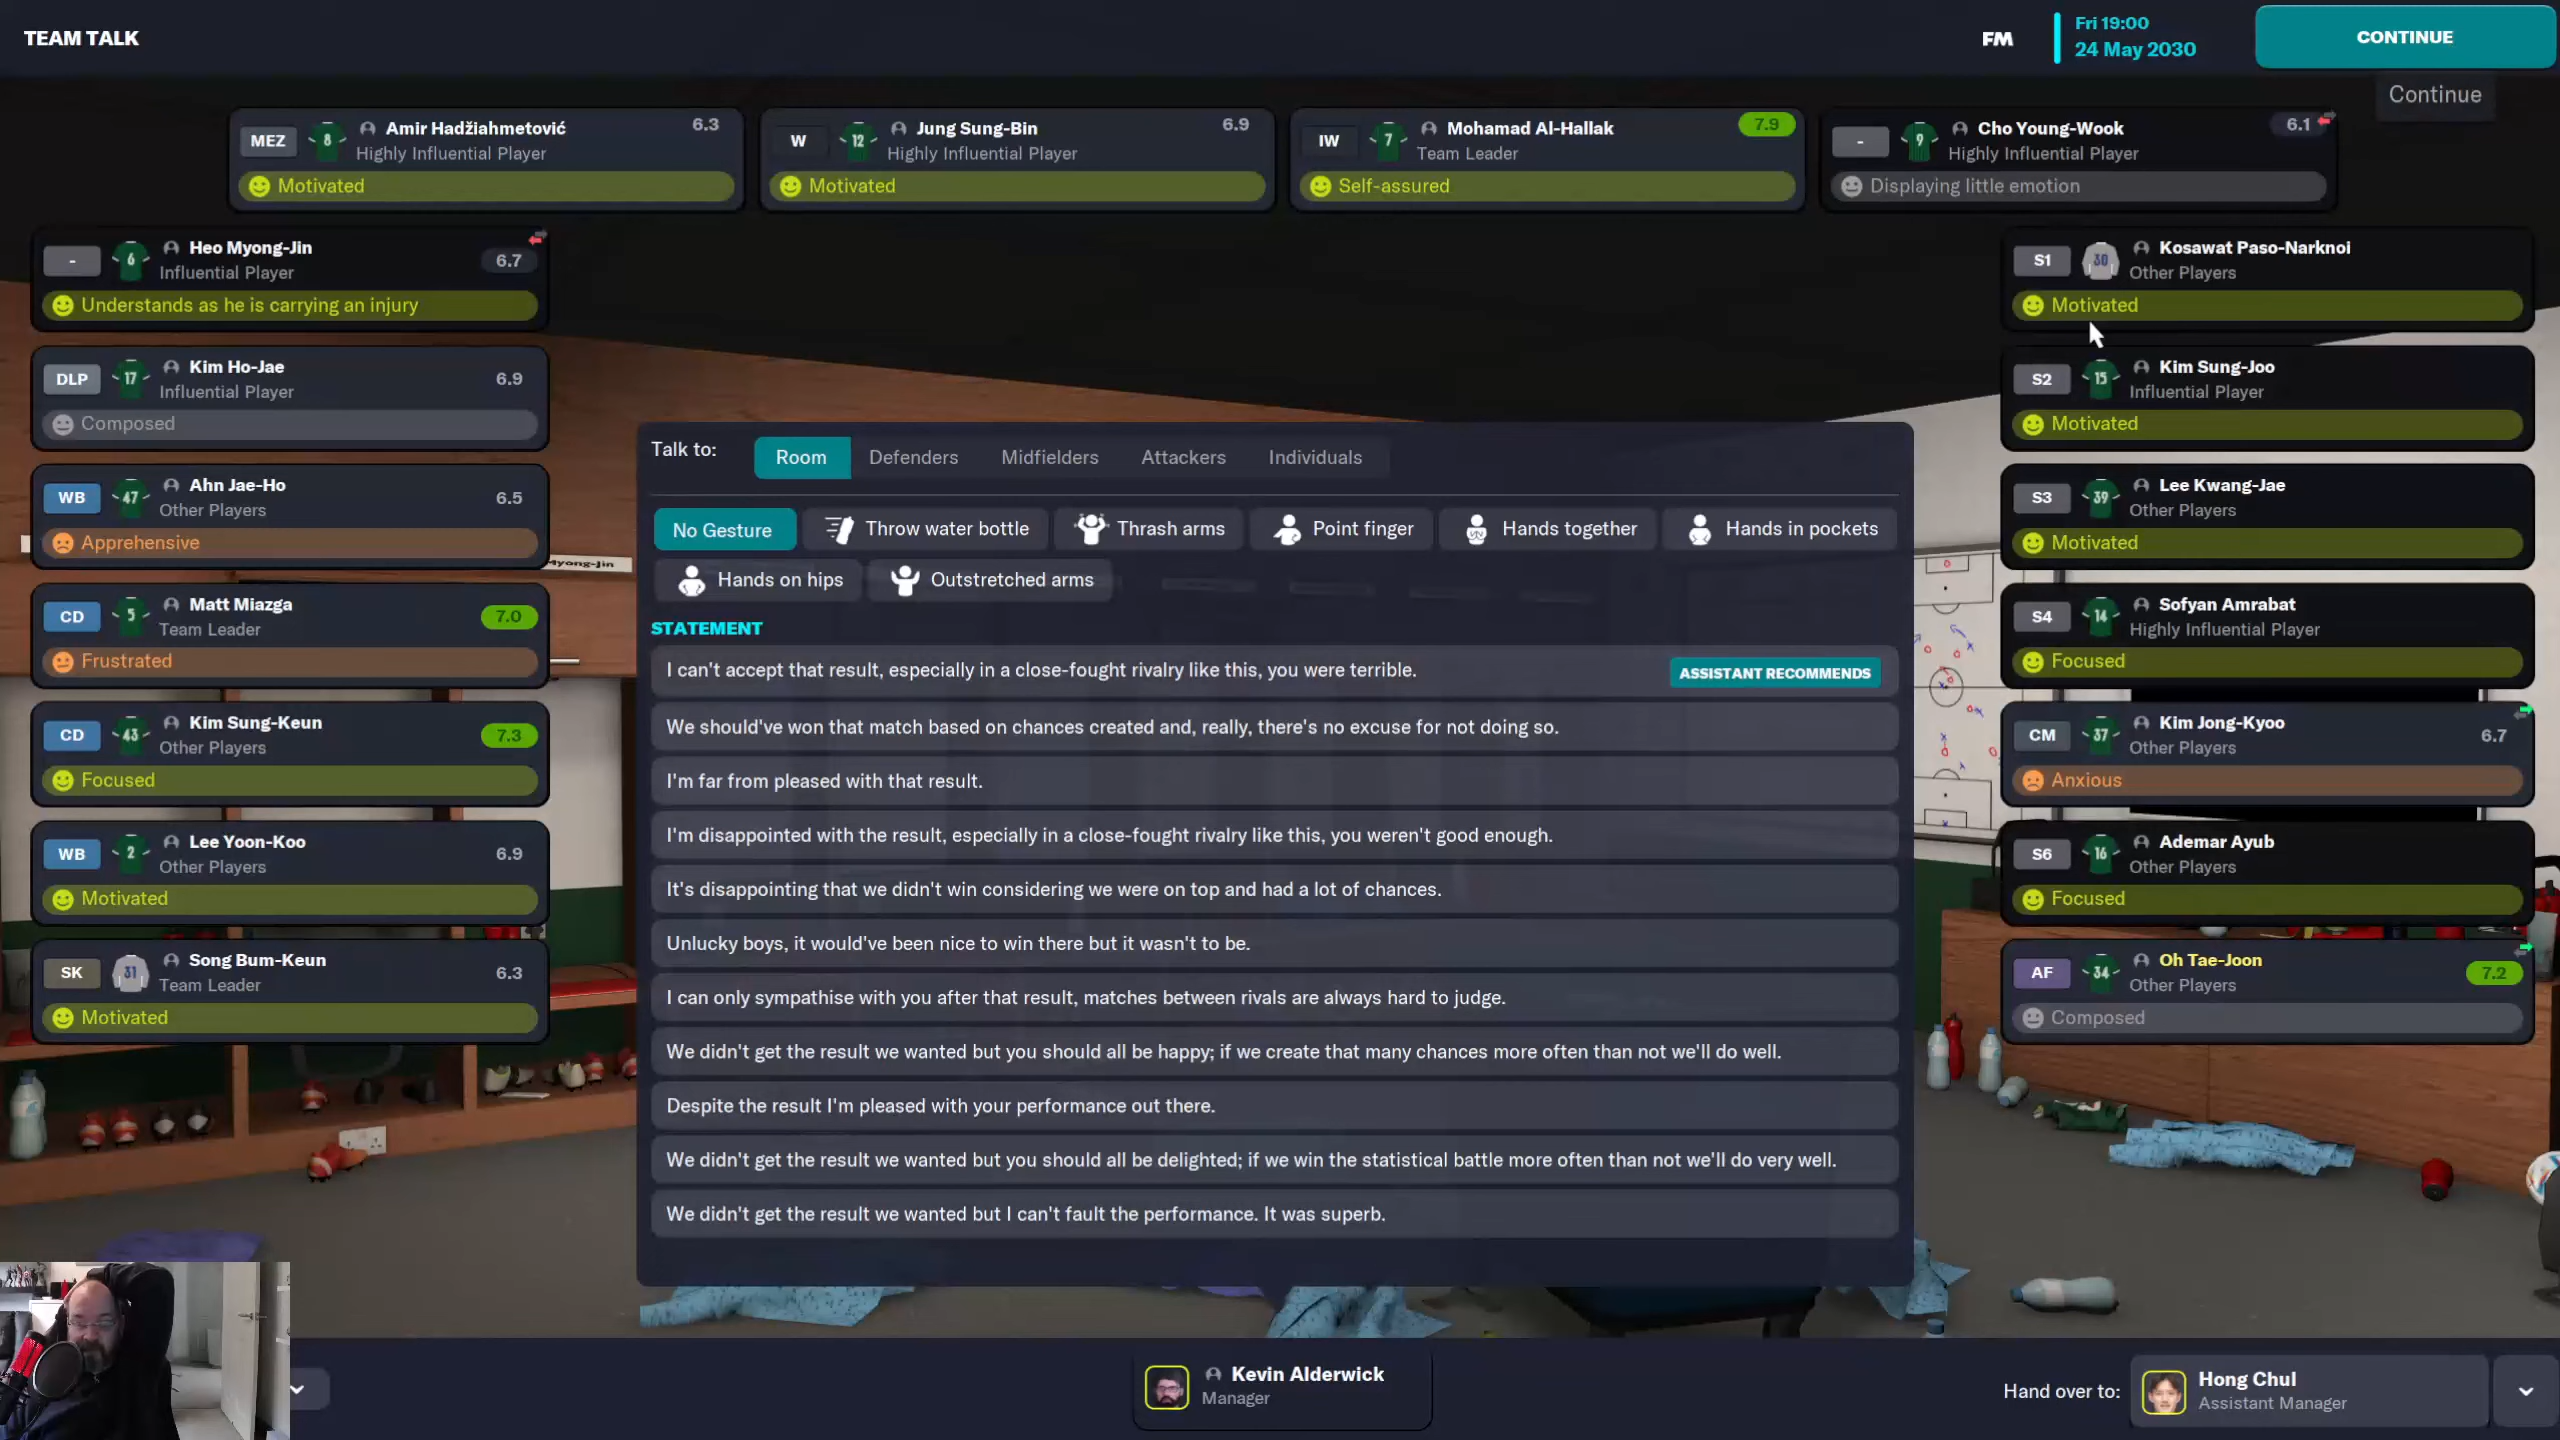 TEAM TALK
FM
Fri 19:00
24 May 2030
CONTINUE
Continue
MEZ
8
Amir Hadžiahmetović
Highly Influential Player
6.3
Motivated
W
12
Jung Sung-Bin
Highly Influential Player
6.9
Motivated
IW
7
Mohamad Al-Hallak
Team Leader
7.9
Self-assured
-
9
Cho Young-Wook
Highly Influential Player
6.1
Displaying little emotion
-
6
Heo Myong-Jin
Influential Player
6.7
Understands as he is carrying an injury
DLP
17
Kim Ho-Jae
Influential Player
6.9
Composed
WB
47
Ahn Jae-Ho
Other Players
6.5
Apprehensive
CD
5
Matt Miazga
Team Leader
7.0
Frustrated
CD
43
Kim Sung-Keun
Other Players
7.3
Focused
WB
2
Lee Yoon-Koo
Other Players
6.9
Motivated
SK
31
Song Bum-Keun
Team Leader
6.3
Motivated
Myong-Jin
Talk to:
Room
Defenders
Midfielders
Attackers
Individuals
No Gesture
Throw water bottle
Thrash arms
Point finger
Hands together
Hands in pockets
Hands on hips
Outstretched arms
STATEMENT
I can't accept that result, especially in a close-fought rivalry like this, you were terrible.
ASSISTANT RECOMMENDS
We should've won that match based on chances created and, really, there's no excuse for not doing so.
I'm far from pleased with that result.
I'm disappointed with the result, especially in a close-fought rivalry like this, you weren't good enough.
It's disappointing that we didn't win considering we were on top and had a lot of chances.
Unlucky boys, it would've been nice to win there but it wasn't to be.
I can only sympathise with you after that result, matches between rivals are always hard to judge.
We didn't get the result we wanted but you should all be happy; if we create that many chances more often than not we'll do well.
Despite the result I'm pleased with your performance out there.
We didn't get the result we wanted but you should all be delighted; if we win the statistical battle more often than not we'll do very well.
We didn't get the result we wanted but I can't fault the performance. It was superb.
S1
30
Kosawat Paso-Narknoi
Other Players
Motivated
S2
15
Kim Sung-Joo
Influential Player
Motivated
S3
39
Lee Kwang-Jae
Other Players
Motivated
S4
14
Sofyan Amrabat
Highly Influential Player
Focused
CM
37
Kim Jong-Kyoo
Other Players
6.7
Anxious
S6
16
Ademar Ayub
Other Players
Focused
AF
34
Oh Tae-Joon
Other Players
7.2
Composed
Kevin Alderwick
Manager
Hand over to:
Hong Chul
Assistant Manager